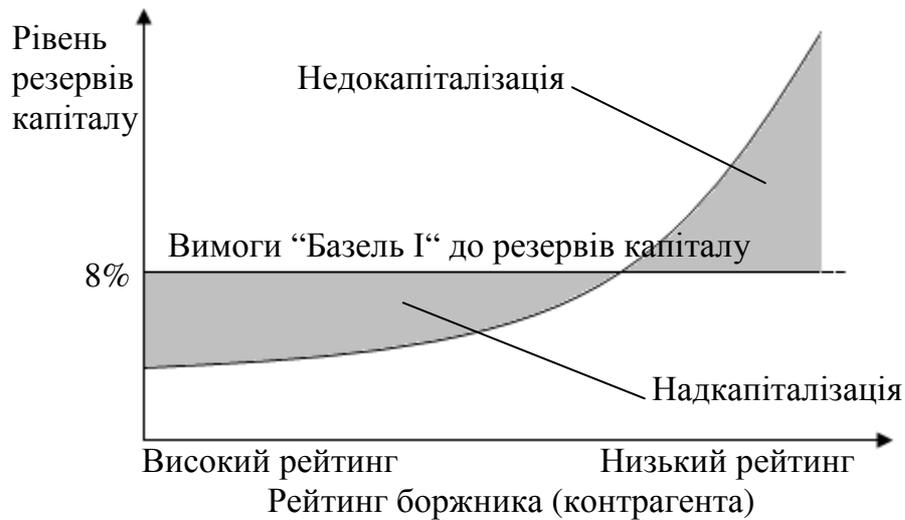 Рівень
резервів
капіталу
Недокапіталізація
Вимоги “Базель І“ до резервів капіталу
8%
Надкапіталізація
Високий рейтинг
Низький рейтинг
Рейтинг боржника (контрагента)